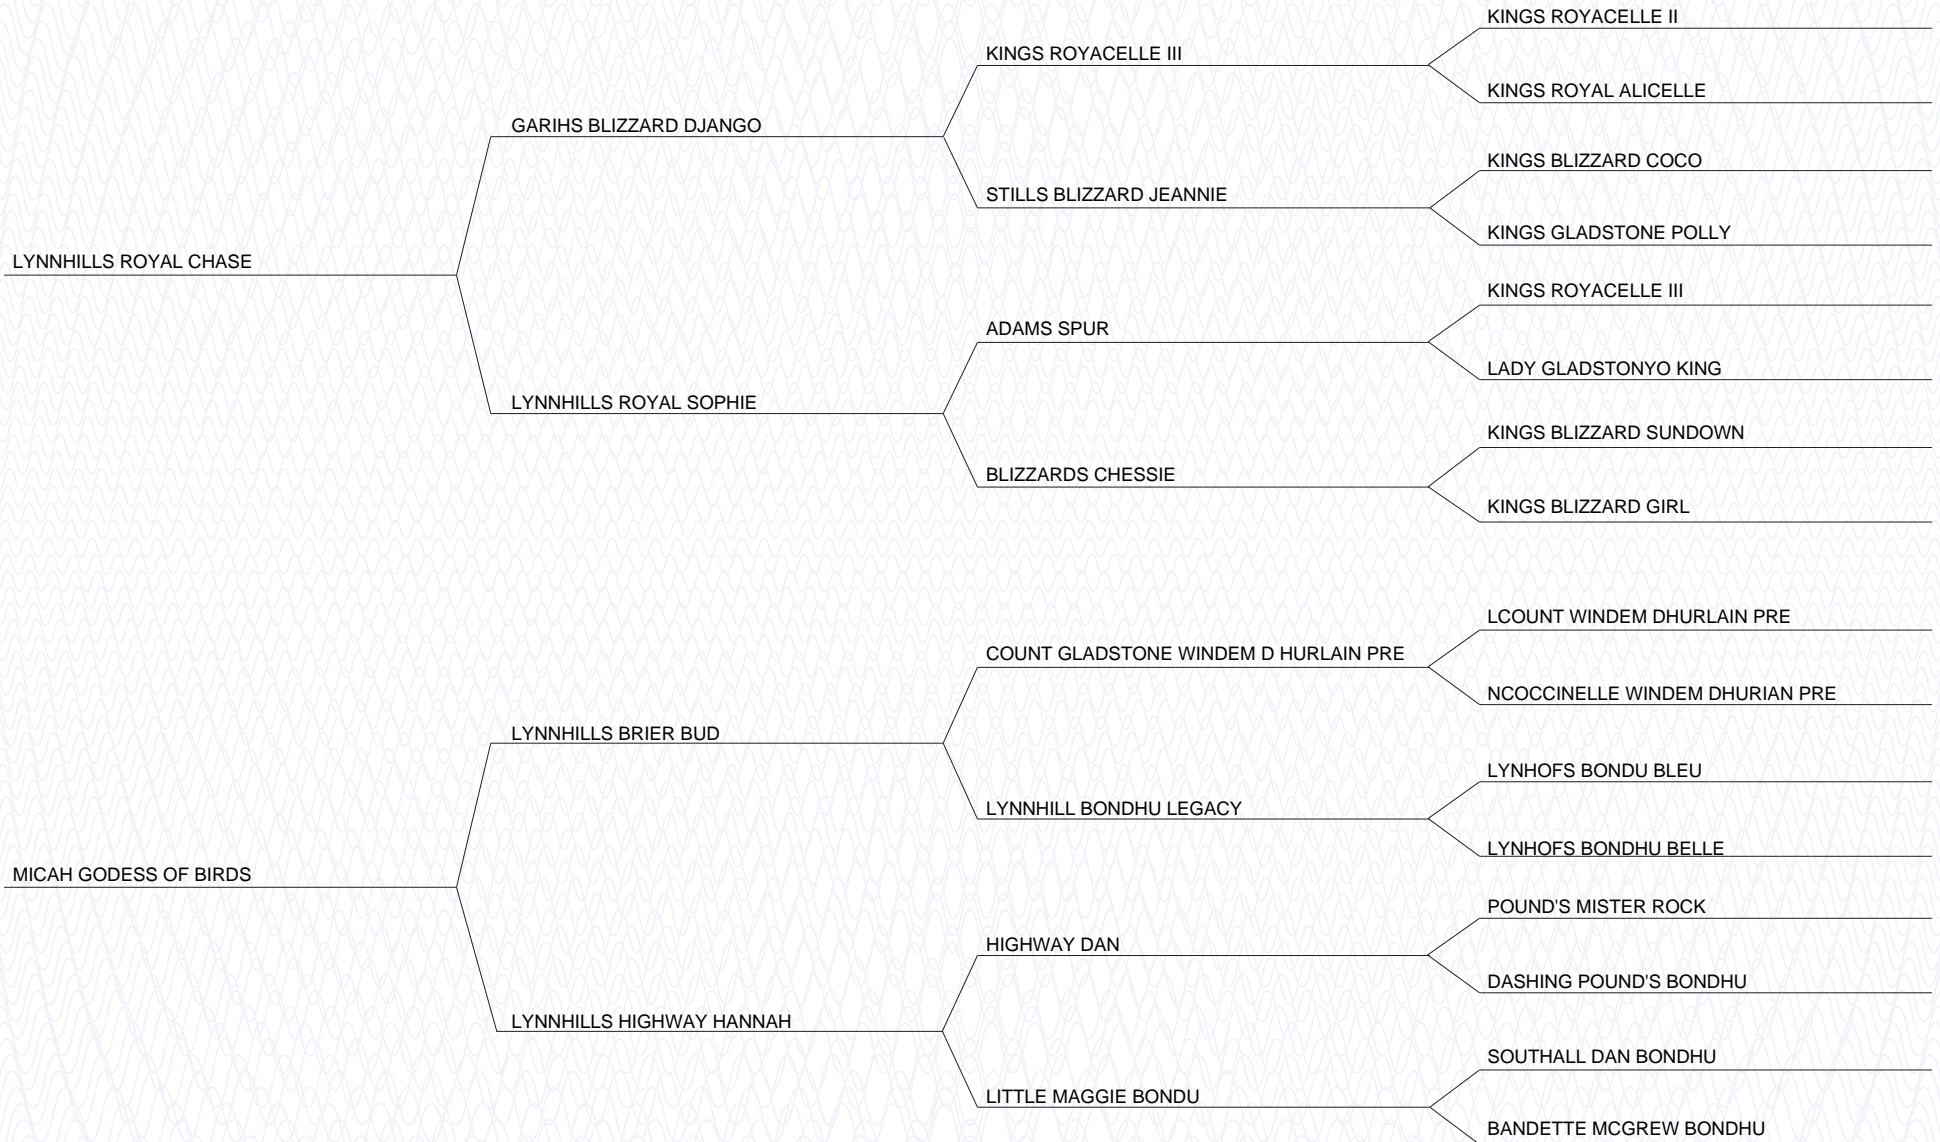 KINGS ROYACELLE II
KINGS ROYACELLE III
KINGS ROYAL ALICELLE
GARIHS BLIZZARD DJANGO
KINGS BLIZZARD COCO
STILLS BLIZZARD JEANNIE
KINGS GLADSTONE POLLY
LYNNHILLS ROYAL CHASE
KINGS ROYACELLE III
ADAMS SPUR
LADY GLADSTONYO KING
LYNNHILLS ROYAL SOPHIE
KINGS BLIZZARD SUNDOWN
BLIZZARDS CHESSIE
KINGS BLIZZARD GIRL
LCOUNT WINDEM DHURLAIN PRE
COUNT GLADSTONE WINDEM D HURLAIN PRE
NCOCCINELLE WINDEM DHURIAN PRE
LYNNHILLS BRIER BUD
LYNHOFS BONDU BLEU
LYNNHILL BONDHU LEGACY
LYNHOFS BONDHU BELLE
MICAH GODESS OF BIRDS
POUND'S MISTER ROCK
HIGHWAY DAN
DASHING POUND'S BONDHU
LYNNHILLS HIGHWAY HANNAH
SOUTHALL DAN BONDHU
LITTLE MAGGIE BONDU
BANDETTE MCGREW BONDHU